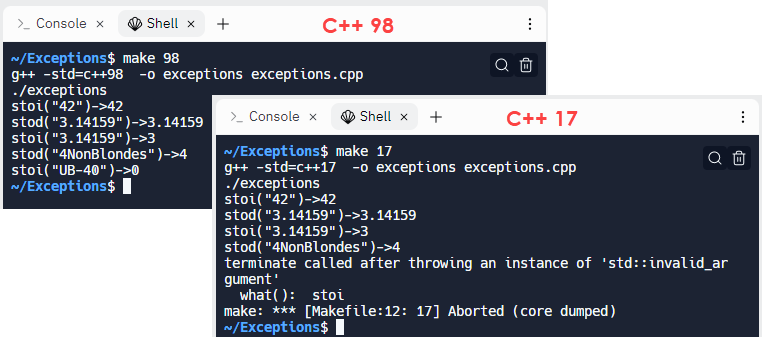 Console × Shell × + C++ 98
~/Exceptions$ make 98
g++ -std=c++98 -o exceptions exceptions.cpp
./exceptions
stoi("42")->42
stod("3.14159")->3.14159
stoi("3.14159")->3
stod("4NonBlondes")->4
stoi("UB-40")->0
~/Exceptions$
Console × Shell × + C++ 17
~/Exceptions$ make 17
g++ -std=c++17 -o exceptions exceptions.cpp
./exceptions
stoi("42")->42
stod("3.14159")->3.14159
stoi("3.14159")->3
stod("4NonBlondes")->4
terminate called after throwing an instance of 'std::invalid_ar
gument'
what(): stoi
make: *** [Makefile:12: 17] Aborted (core dumped)
~/Exceptions$